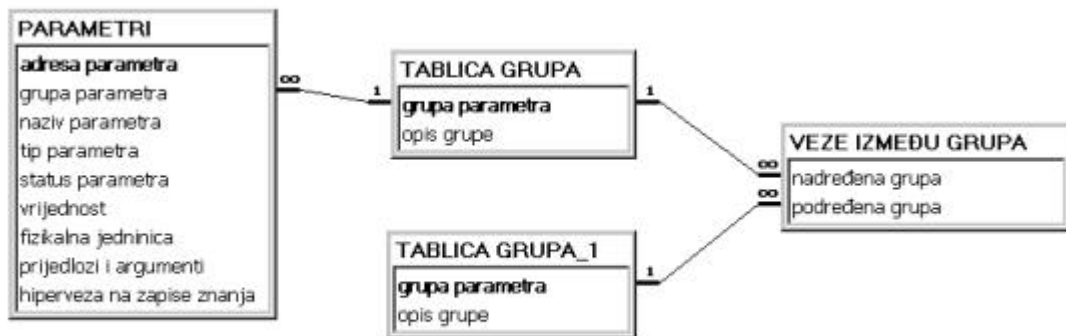 PARAMETRI
adresa parametra
grupa parametra
naziv parametra
tip parametra
status parametra
vrijednost
fizikalna jedninica
prijedlozi i argumenti
hiperveza na zapise znanja
∞
1
TABLICA GRUPA
grupa parametra
opis grupe
1
TABLICA GRUPA_1
grupa parametra
opis grupe
1
∞
∞
VEZE IZMEĐU GRUPA
nadređena grupa
podređena grupa